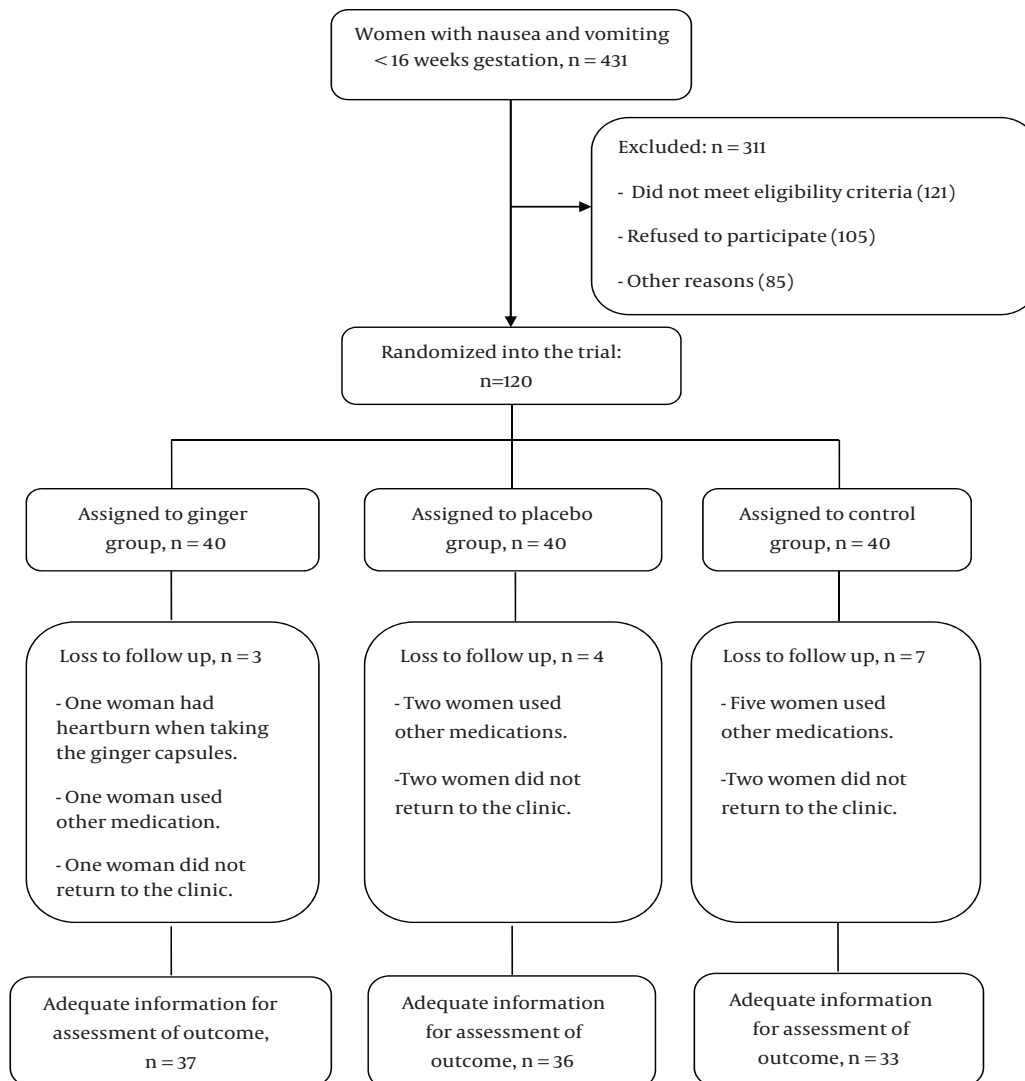 Women with nausea and vomiting
<16 weeks gestation, n = 431
Excluded: n = 311
- Did not meet eligibility criteria (121)
- Refused to participate (105)
- Other reasons (85)
Randomized into the trial:
n=120
Assigned to ginger
group, n = 40
Assigned to placebo
group, n = 40
Assigned to control
group, n = 40
Loss to follow up, n = 3
- One woman had
heartburn when taking
the ginger capsules.
- One woman used
other medication.
- One woman did not
return to the clinic.
Loss to follow up, n = 4
- Two women used
other medications.
-Two women did not
return to the clinic.
Loss to follow up, n = 7
- Five women used
other medications.
- Two women did not
return to the clinic.
Adequate information for
assessment of outcome,
n = 37
Adequate information
for assessment of
outcome, n = 36
Adequate information
for assessment of
outcome, n = 33